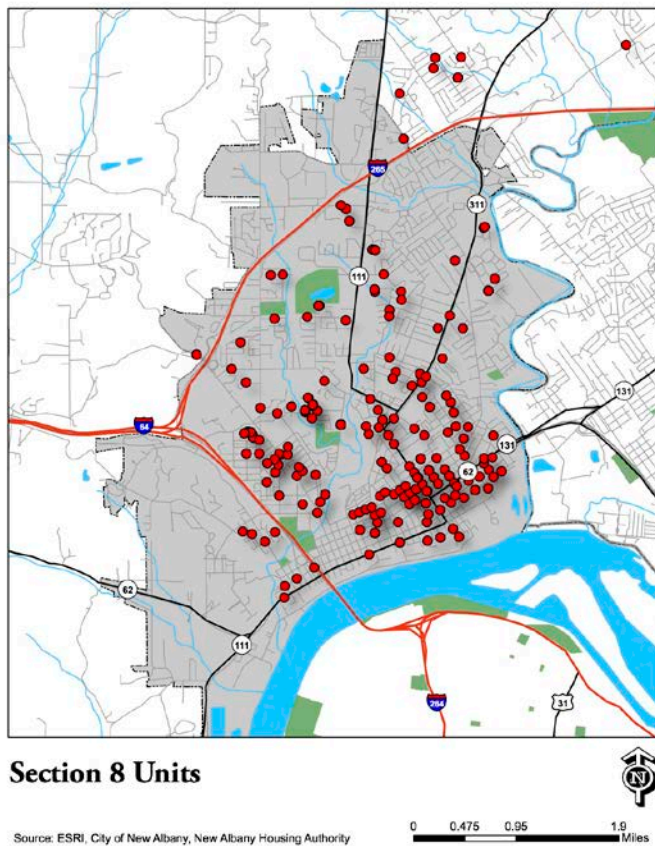 265
311
111
64
131
131
62
62
111
264
31
Section 8 Units
N
0 0.475 0.95 1.9
Miles
Source: ESRI, City of New Albany, New Albany Housing Authority